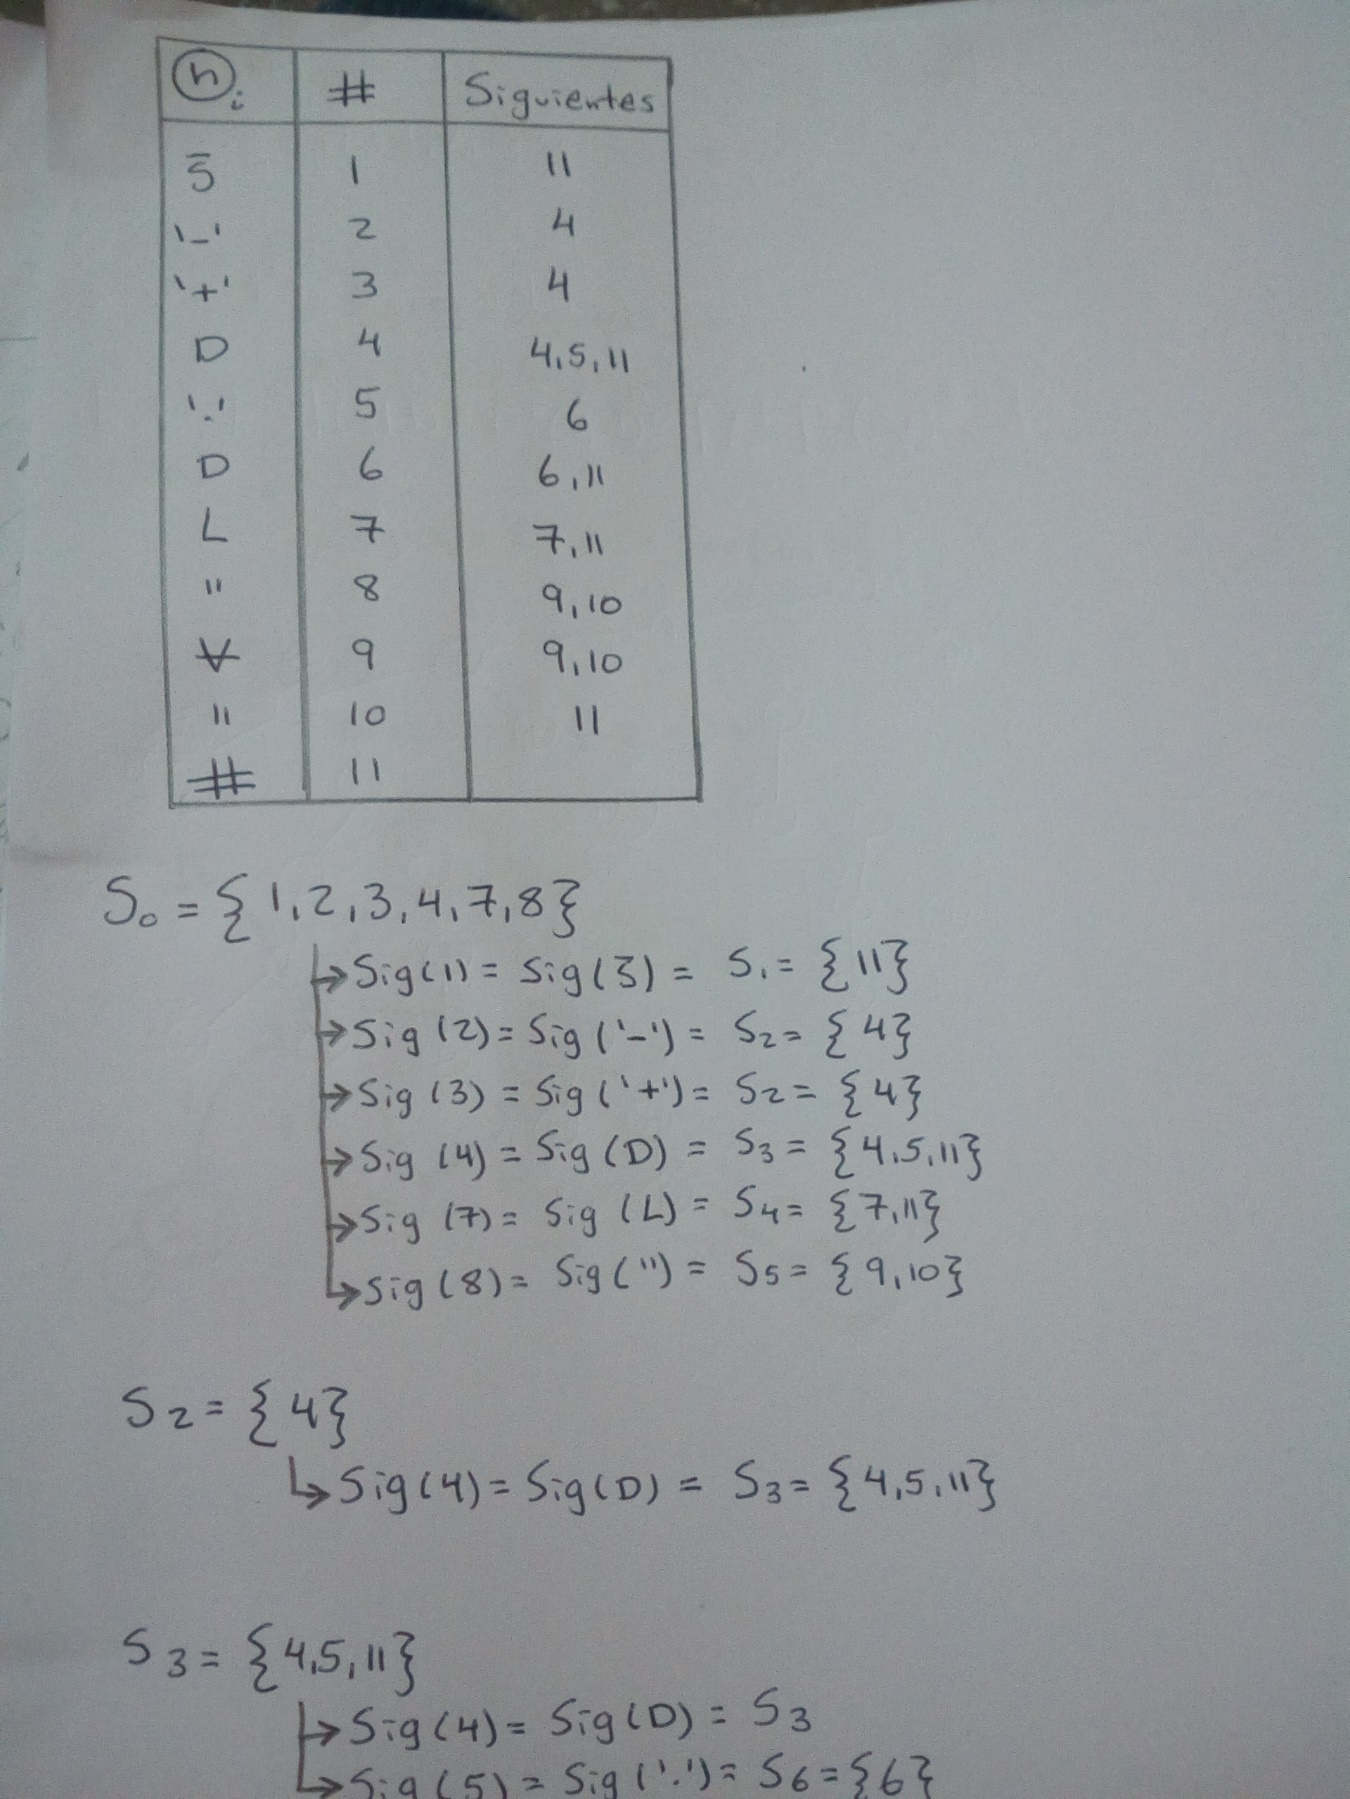 ⓗi # Siguientes
S̄ 1 11
'-' 2 4
'+' 3 4
D 4 4,5,11
'.' 5 6
D 6 6,11
L 7 7,11
" 8 9,10
∀ 9 9,10
" 10 11
# 11
S0 = {1,2,3,4,7,8}
↳ Sig(1) = Sig(S̄) = S1 = {11}
↳ Sig(2) = Sig('-') = S2 = {4}
↳ Sig(3) = Sig('+') = S2 = {4}
↳ Sig(4) = Sig(D) = S3 = {4,5,11}
↳ Sig(7) = Sig(L) = S4 = {7,11}
↳ Sig(8) = Sig(") = S5 = {9,10}
S2 = {4}
↳ Sig(4) = Sig(D) = S3 = {4,5,11}
S3 = {4,5,11}
↳ Sig(4) = Sig(D) = S3
↳ Sig(5) = Sig('.') = S6 = {6}